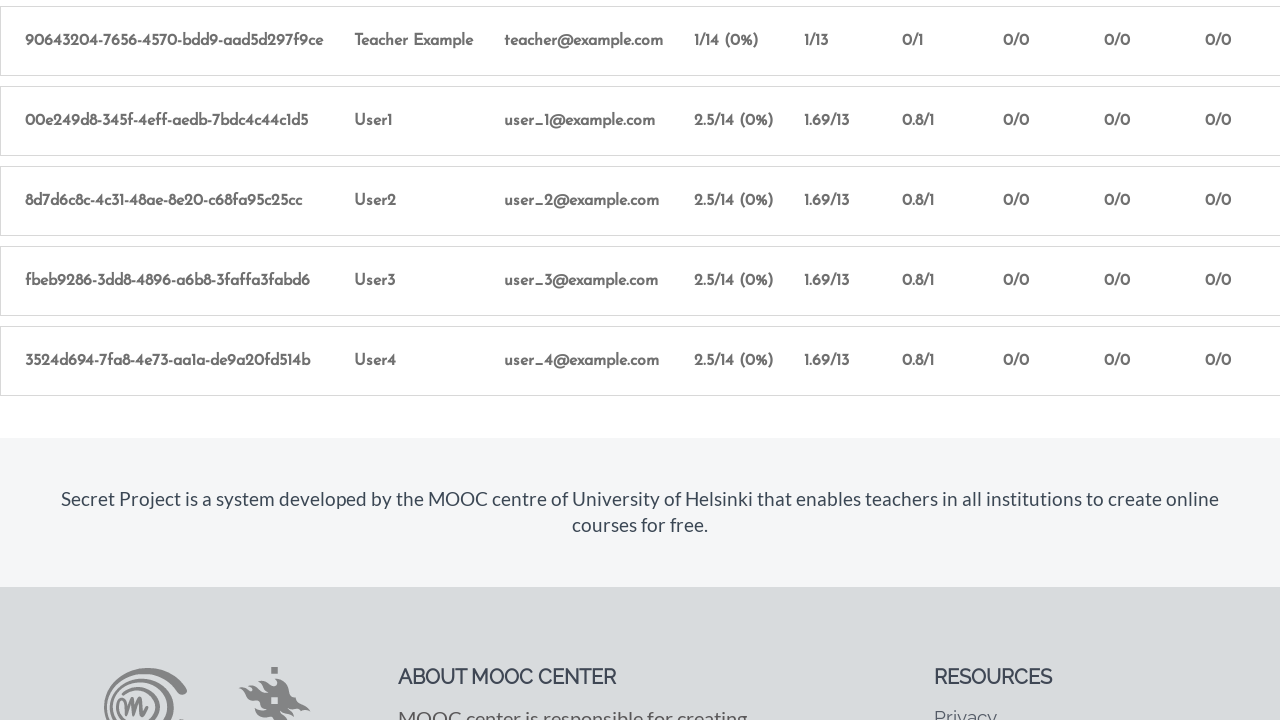 90643204-7656-4570-bdd9-aad5d297f9ce Teacher Example teacher@example.com 1/14 (0%) 1/13 0/1 0/0 0/0 0/0
00e249d8-345f-4eff-aedb-7bdc4c44c1d5 User1 user_1@example.com 2.5/14 (0%) 1.69/13 0.8/1 0/0 0/0 0/0
8d7d6c8c-4c31-48ae-8e20-c68fa95c25cc User2 user_2@example.com 2.5/14 (0%) 1.69/13 0.8/1 0/0 0/0 0/0
fbeb9286-3dd8-4896-a6b8-3faffa3fabd6 User3 user_3@example.com 2.5/14 (0%) 1.69/13 0.8/1 0/0 0/0 0/0
3524d694-7fa8-4e73-aa1a-de9a20fd514b User4 user_4@example.com 2.5/14 (0%) 1.69/13 0.8/1 0/0 0/0 0/0
Secret Project is a system developed by the MOOC centre of University of Helsinki that enables teachers in all institutions to create online
courses for free.
ABOUT MOOC CENTER
MOOC center is responsible for creating
RESOURCES
Privacy